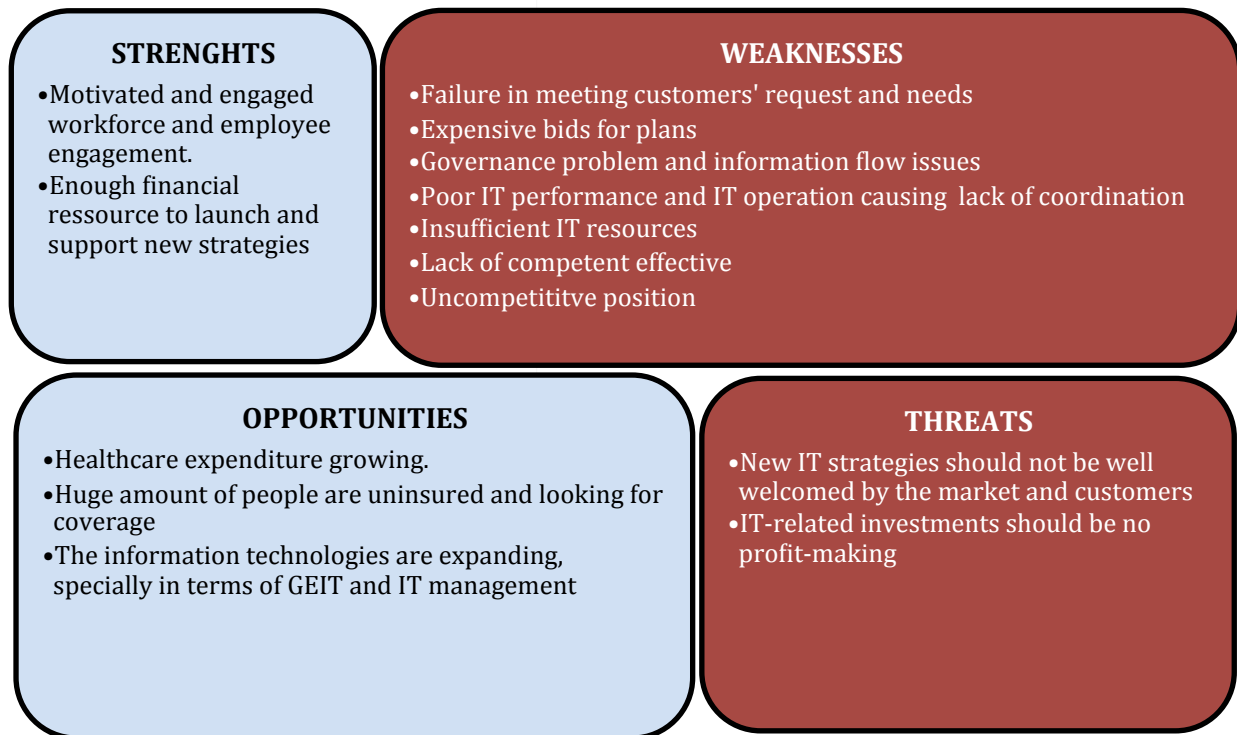 STRENGHTS
•Motivated and engaged
workforce and employee
engagement.
•Enough financial
ressource to launch and
support new strategies
WEAKNESSES
•Failure in meeting customers' request and needs
•Expensive bids for plans
•Governance problem and information flow issues
•Poor IT performance and IT operation causing lack of coordination
•Insufficient IT resources
•Lack of competent effective
•Uncompetititve position
OPPORTUNITIES
•Healthcare expenditure growing.
•Huge amount of people are uninsured and looking for
coverage
•The information technologies are expanding,
specially in terms of GEIT and IT management
THREATS
•New IT strategies should not be well
welcomed by the market and customers
•IT-related investments should be no
profit-making